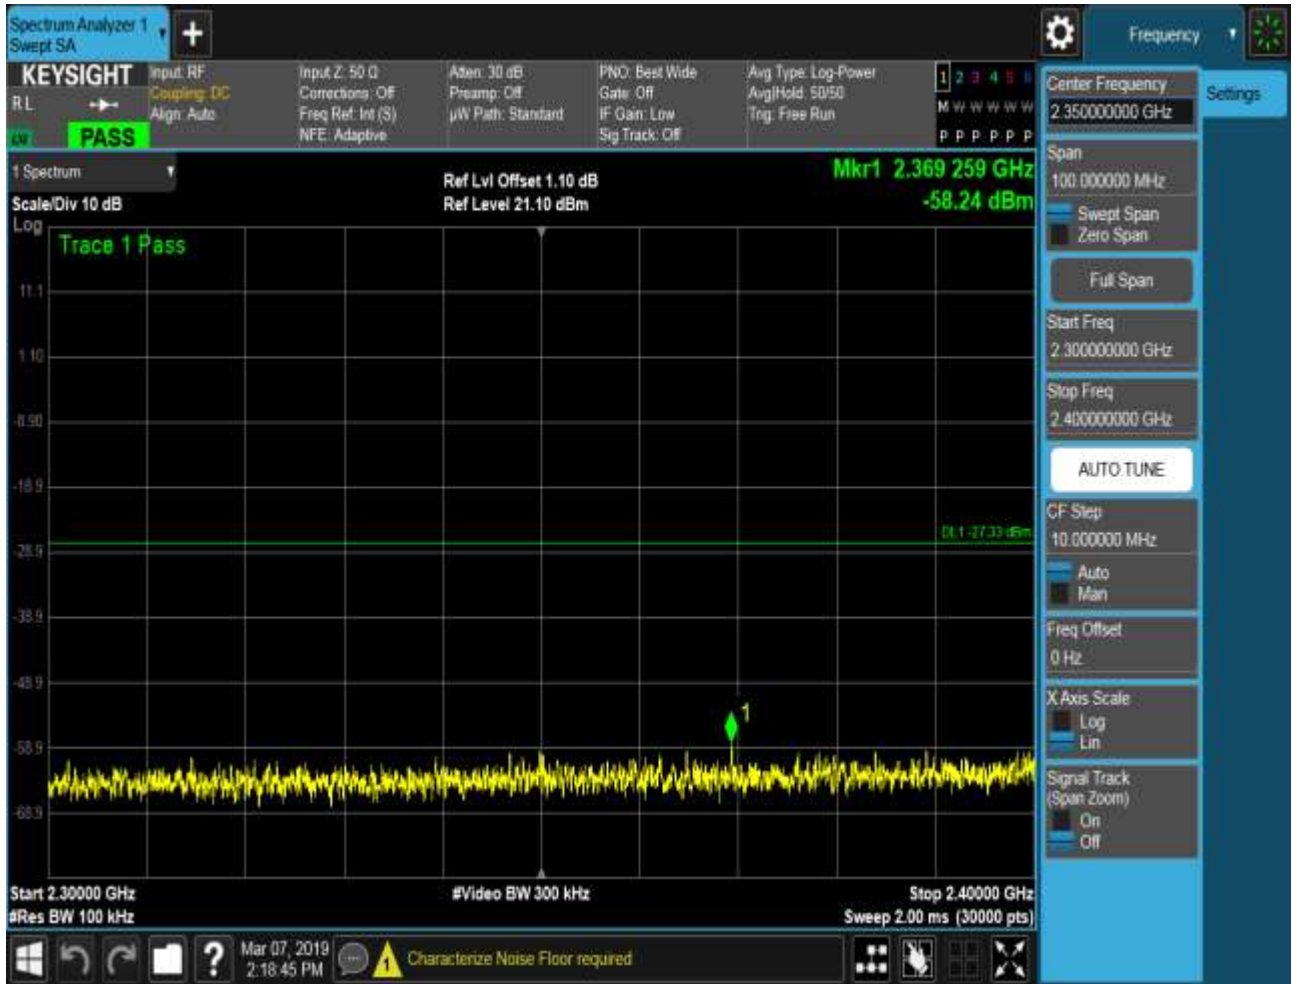 Spectrum Analyzer 1
Swept SA
+
Frequency
KEYSIGHT
R L
LW
PASS
Input: RF
Coupling: DC
Align: Auto
Input Z: 50 Ω
Corrections: Off
Freq Ref: Int (S)
NFE: Adaptive
Atten: 30 dB
Preamp: Off
µW Path: Standard
PNO: Best Wide
Gate: Off
IF Gain: Low
Sig Track: Off
Avg Type: Log-Power
Avg|Hold: 50/50
Trig: Free Run
1 2 3 4 5 6
M W W W W W
P P P P P P
1 Spectrum
Scale/Div 10 dB
Log
Ref Lvl Offset 1.10 dB
Ref Level 21.10 dBm
Mkr1 2.369 259 GHz
-58.24 dBm
Trace 1 Pass
11.1
1.10
-8.90
-18.9
DL1 -27.33 dBm
-28.9
-38.9
-48.9
1
-58.9
-68.9
Start 2.30000 GHz
#Res BW 100 kHz
#Video BW 300 kHz
Stop 2.40000 GHz
Sweep 2.00 ms (30000 pts)
Center Frequency
2.350000000 GHz
Settings
Span
100.000000 MHz
Swept Span
Zero Span
Full Span
Start Freq
2.300000000 GHz
Stop Freq
2.400000000 GHz
AUTO TUNE
CF Step
10.000000 MHz
Auto
Man
Freq Offset
0 Hz
X Axis Scale
Log
Lin
Signal Track
(Span Zoom)
On
Off
?
Mar 07, 2019
2:18:45 PM
1
Characterize Noise Floor required